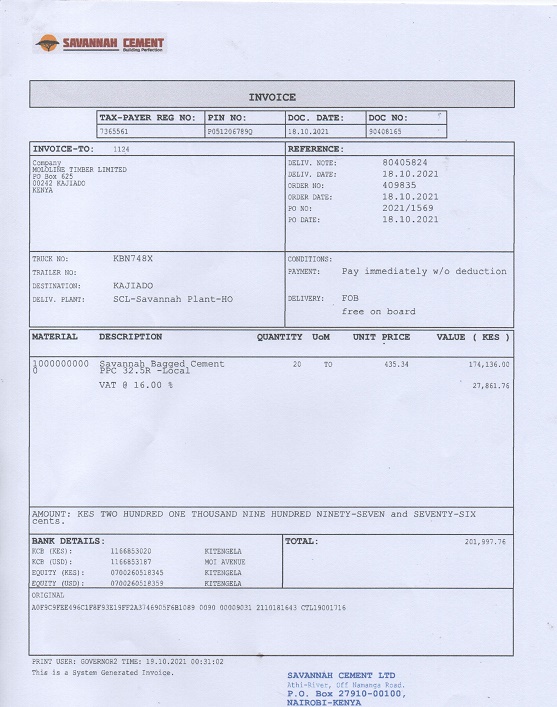 SAVANNAH CEMENT
Building Perfection
INVOICE
TAX-PAYER REG NO: PIN NO: DOC. DATE: DOC NO:
7365561 P051206789Q 18.10.2021 90408165
INVOICE-TO: 1124
Company
MOLOLINE TIMBER LIMITED
PO Box 625
00242 KAJIADO
KENYA
REFERENCE:
DELIV. NOTE: 80405824
DELIV. DATE: 18.10.2021
ORDER NO: 409835
ORDER DATE: 18.10.2021
PO NO: 2021/1569
PO DATE: 18.10.2021
TRUCK NO: KBN748X
TRAILER NO:
DESTINATION: KAJIADO
DELIV. PLANT: SCL-Savannah Plant-HO
CONDITIONS:
PAYMENT: Pay immediately w/o deduction
DELIVERY: FOB
free on board
MATERIAL DESCRIPTION QUANTITY UoM UNIT PRICE VALUE ( KES )
1000000000 Savannah Bagged Cement 20 TO 435.34 174,136.00
0 PPC 32.5R -Local
VAT @ 16.00 % 27,861.76
AMOUNT: KES TWO HUNDRED ONE THOUSAND NINE HUNDRED NINETY-SEVEN and SEVENTY-SIX
cents.
BANK DETAILS:
KCB (KES): 1166853020 KITENGELA
KCB (USD): 1166853187 MOI AVENUE
EQUITY (KES): 0700260518345 KITENGELA
EQUITY (USD): 0700260518359 KITENGELA
TOTAL: 201,997.76
ORIGINAL
A0F9C9FEE496C1F8F93E19FF2A3746905F6B1089 0090 00009031 2110181643 CTL19001716
PRINT USER: GOVERNOR2 TIME: 19.10.2021 00:31:02
This is a System Generated Invoice.
SAVANNAH CEMENT LTD
Athi-River, Off Namanga Road.
P.O. Box 27910-00100,
NAIROBI-KENYA